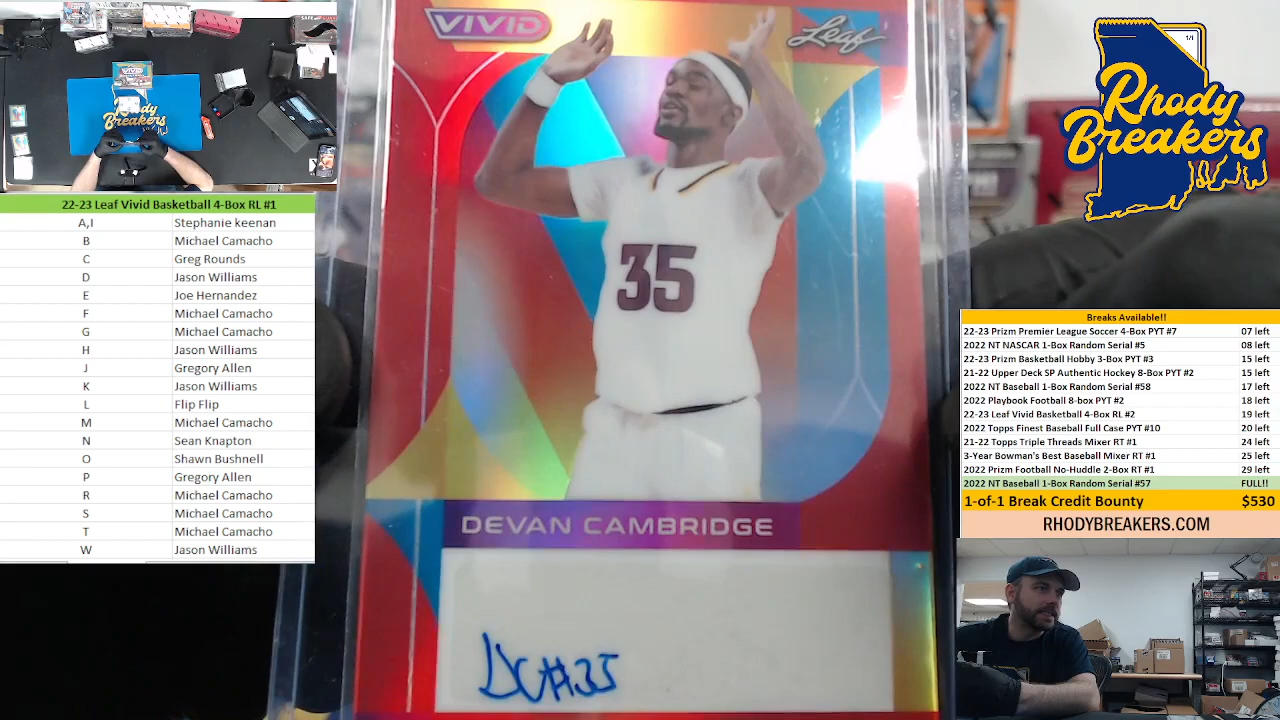 Rhody
Breakers
22-23 Leaf Vivid Basketball 4-Box RL #1
A,I Stephanie keenan
B Michael Camacho
C Greg Rounds
D Jason Williams
E Joe Hernandez
F Michael Camacho
G Michael Camacho
H Jason Williams
J Gregory Allen
K Jason Williams
L Flip Flip
M Michael Camacho
N Sean Knapton
O Shawn Bushnell
P Gregory Allen
R Michael Camacho
S Michael Camacho
T Michael Camacho
W Jason Williams
VIVID
Leaf
35
DEVAN CAMBRIDGE
DC#35
1/1
Rhody
Breakers
Breaks Available!!
22-23 Prizm Premier League Soccer 4-Box PYT #7 07 left
2022 NT NASCAR 1-Box Random Serial #5 08 left
22-23 Prizm Basketball Hobby 3-Box PYT #3 15 left
21-22 Upper Deck SP Authentic Hockey 8-Box PYT #2 15 left
2022 NT Baseball 1-Box Random Serial #58 17 left
2022 Playbook Football 8-box PYT #2 18 left
22-23 Leaf Vivid Basketball 4-Box RL #2 19 left
2022 Topps Finest Baseball Full Case PYT #10 20 left
21-22 Topps Triple Threads Mixer RT #1 24 left
3-Year Bowman's Best Baseball Mixer RT #1 25 left
2022 Prizm Football No-Huddle 2-Box RT #1 29 left
2022 NT Baseball 1-Box Random Serial #57 FULL!!
1-of-1 Break Credit Bounty $530
RHODYBREAKERS.COM